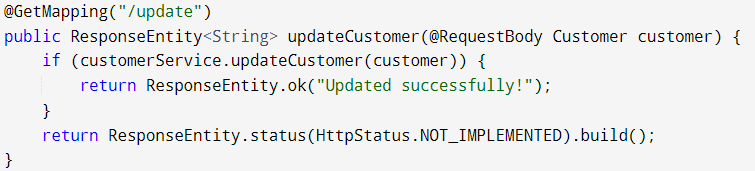 @GetMapping("/update")
public ResponseEntity<String> updateCustomer(@RequestBody Customer customer) {
    if (customerService.updateCustomer(customer)) {
        return ResponseEntity.ok("Updated successfully!");
    }
    return ResponseEntity.status(HttpStatus.NOT_IMPLEMENTED).build();
}